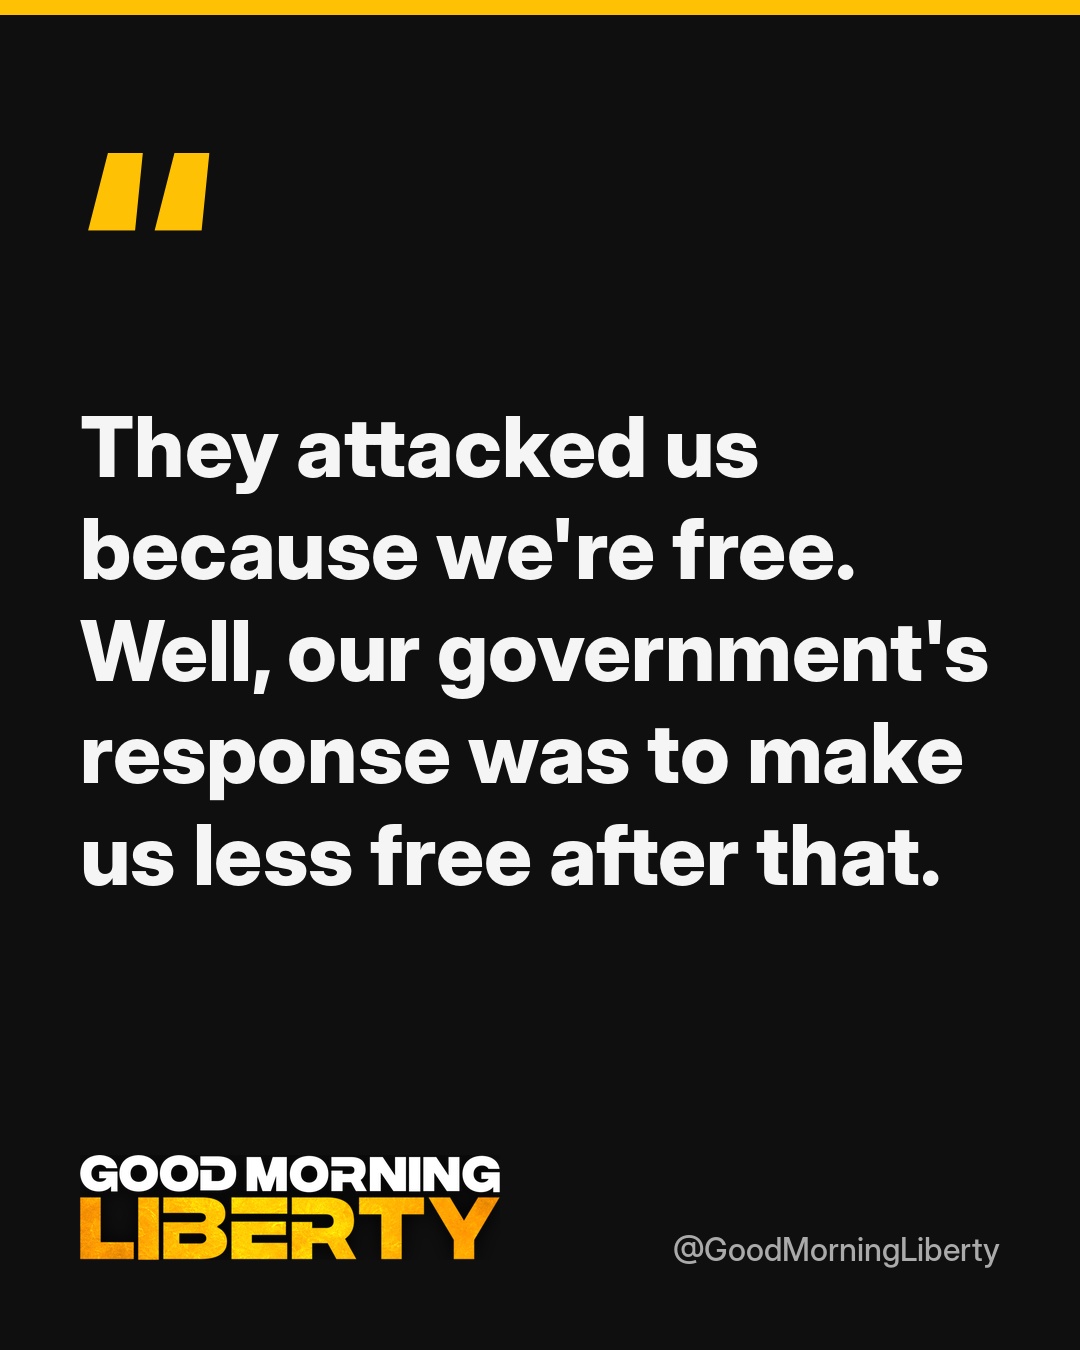 "
They attacked us
because we're free.
Well, our government's
response was to make
us less free after that.
GOOD MORNING
LIBERTY
@GoodMorningLiberty